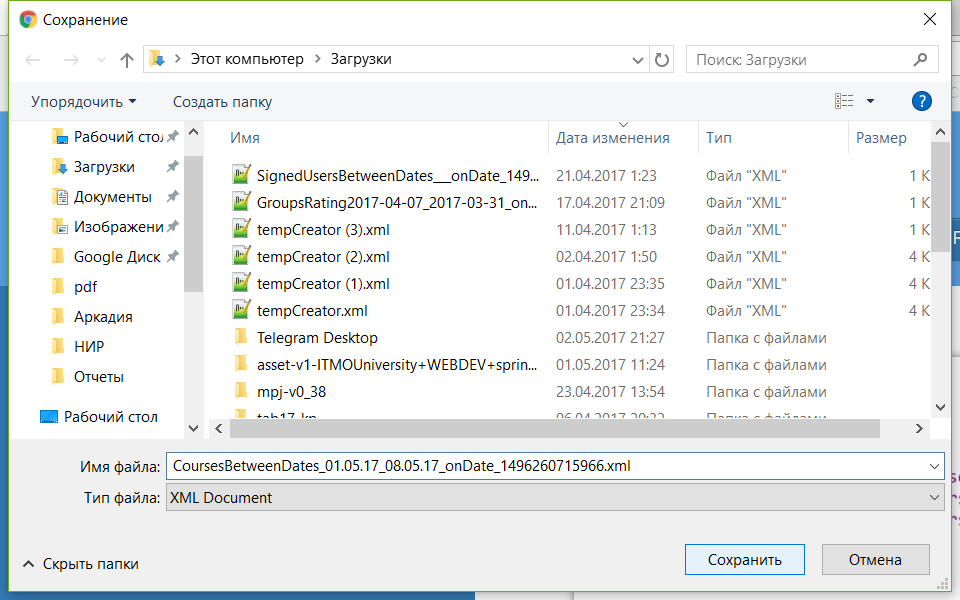 Сохранение
Этот компьютер > Загрузки
Поиск: Загрузки
Упорядочить
Создать папку
?
Рабочий стол
Загрузки
Документы
Изображени
Google Диск
pdf
Аркадия
НИР
Отчеты
Рабочий стол
Имя Дата изменения Тип Размер
SignedUsersBetweenDates___onDate_149... 21.04.2017 1:23 Файл "XML" 1 К
GroupsRating2017-04-07_2017-03-31_on... 17.04.2017 21:09 Файл "XML" 1 К
tempCreator (3).xml 11.04.2017 1:13 Файл "XML" 1 К
tempCreator (2).xml 02.04.2017 1:50 Файл "XML" 4 К
tempCreator (1).xml 01.04.2017 23:35 Файл "XML" 4 К
tempCreator.xml 01.04.2017 23:34 Файл "XML" 4 К
Telegram Desktop 02.05.2017 21:27 Папка с файлами
asset-v1-ITMOUniversity+WEBDEV+sprin... 01.05.2017 11:24 Папка с файлами
mpj-v0_38 23.04.2017 13:54 Папка с файлами
Папка с файлами
Имя файла: CoursesBetweenDates_01.05.17_08.05.17_onDate_1496260715966.xml
Тип файла: XML Document
Скрыть папки
Сохранить
Отмена